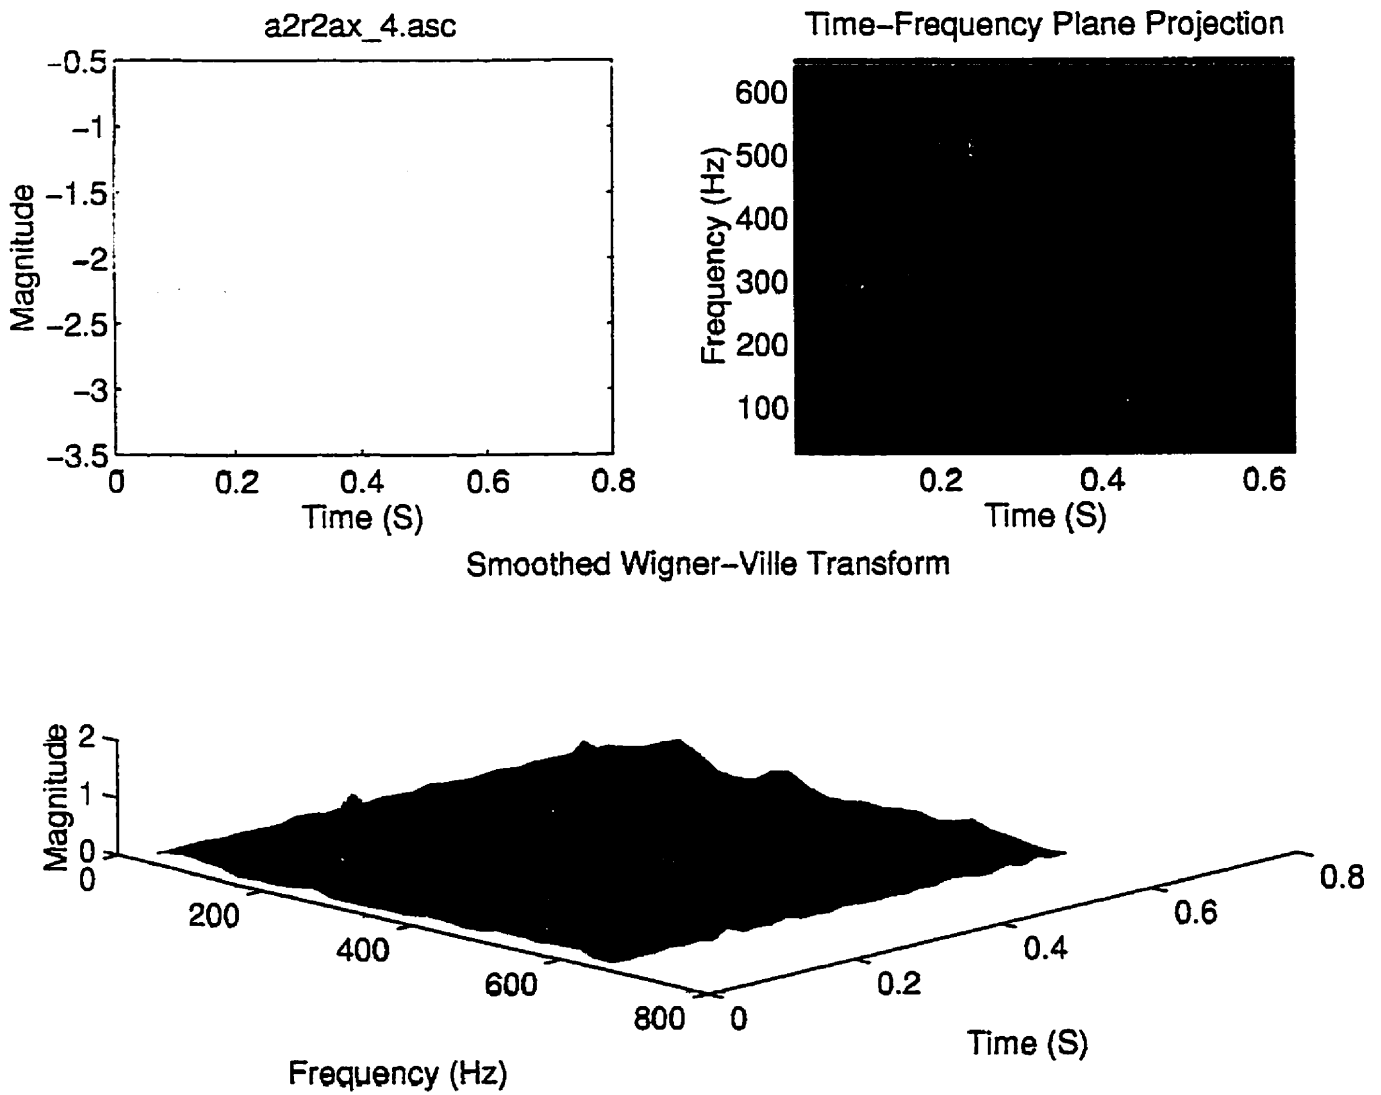 a2r2ax_4.asc
-0.5
-1
-1.5
-2
-2.5
-3
-3.5
Magnitude
0 0.2 0.4 0.6 0.8
Time (S)
Time-Frequency Plane Projection
600
500
400
300
200
100
Frequency (Hz)
0.2 0.4 0.6
Time (S)
Smoothed Wigner-Ville Transform
2
1
0
Magnitude
0
200
400
600
800
Frequency (Hz)
0
0.2
0.4
0.6
0.8
Time (S)